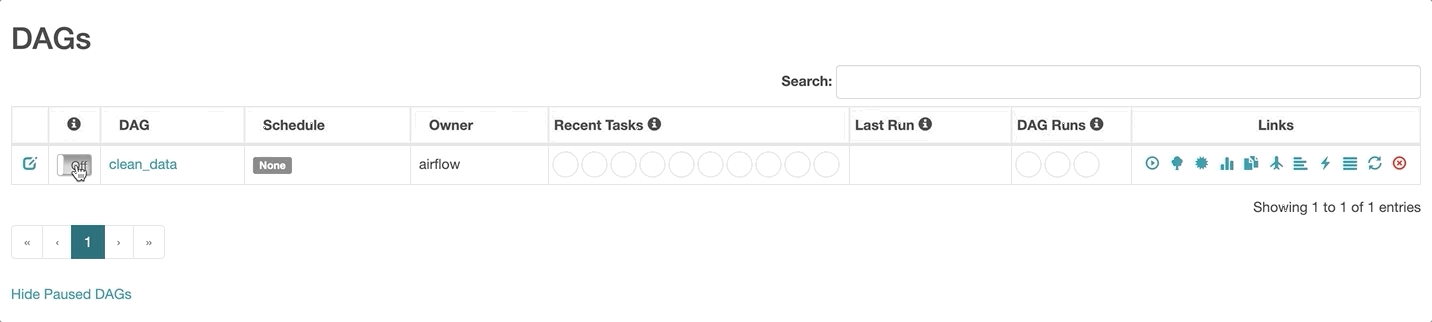 DAGs
Search:
DAG Schedule Owner Recent Tasks Last Run DAG Runs Links
Off clean_data None airflow
Showing 1 to 1 of 1 entries
« ‹ 1 › »
Hide Paused DAGs